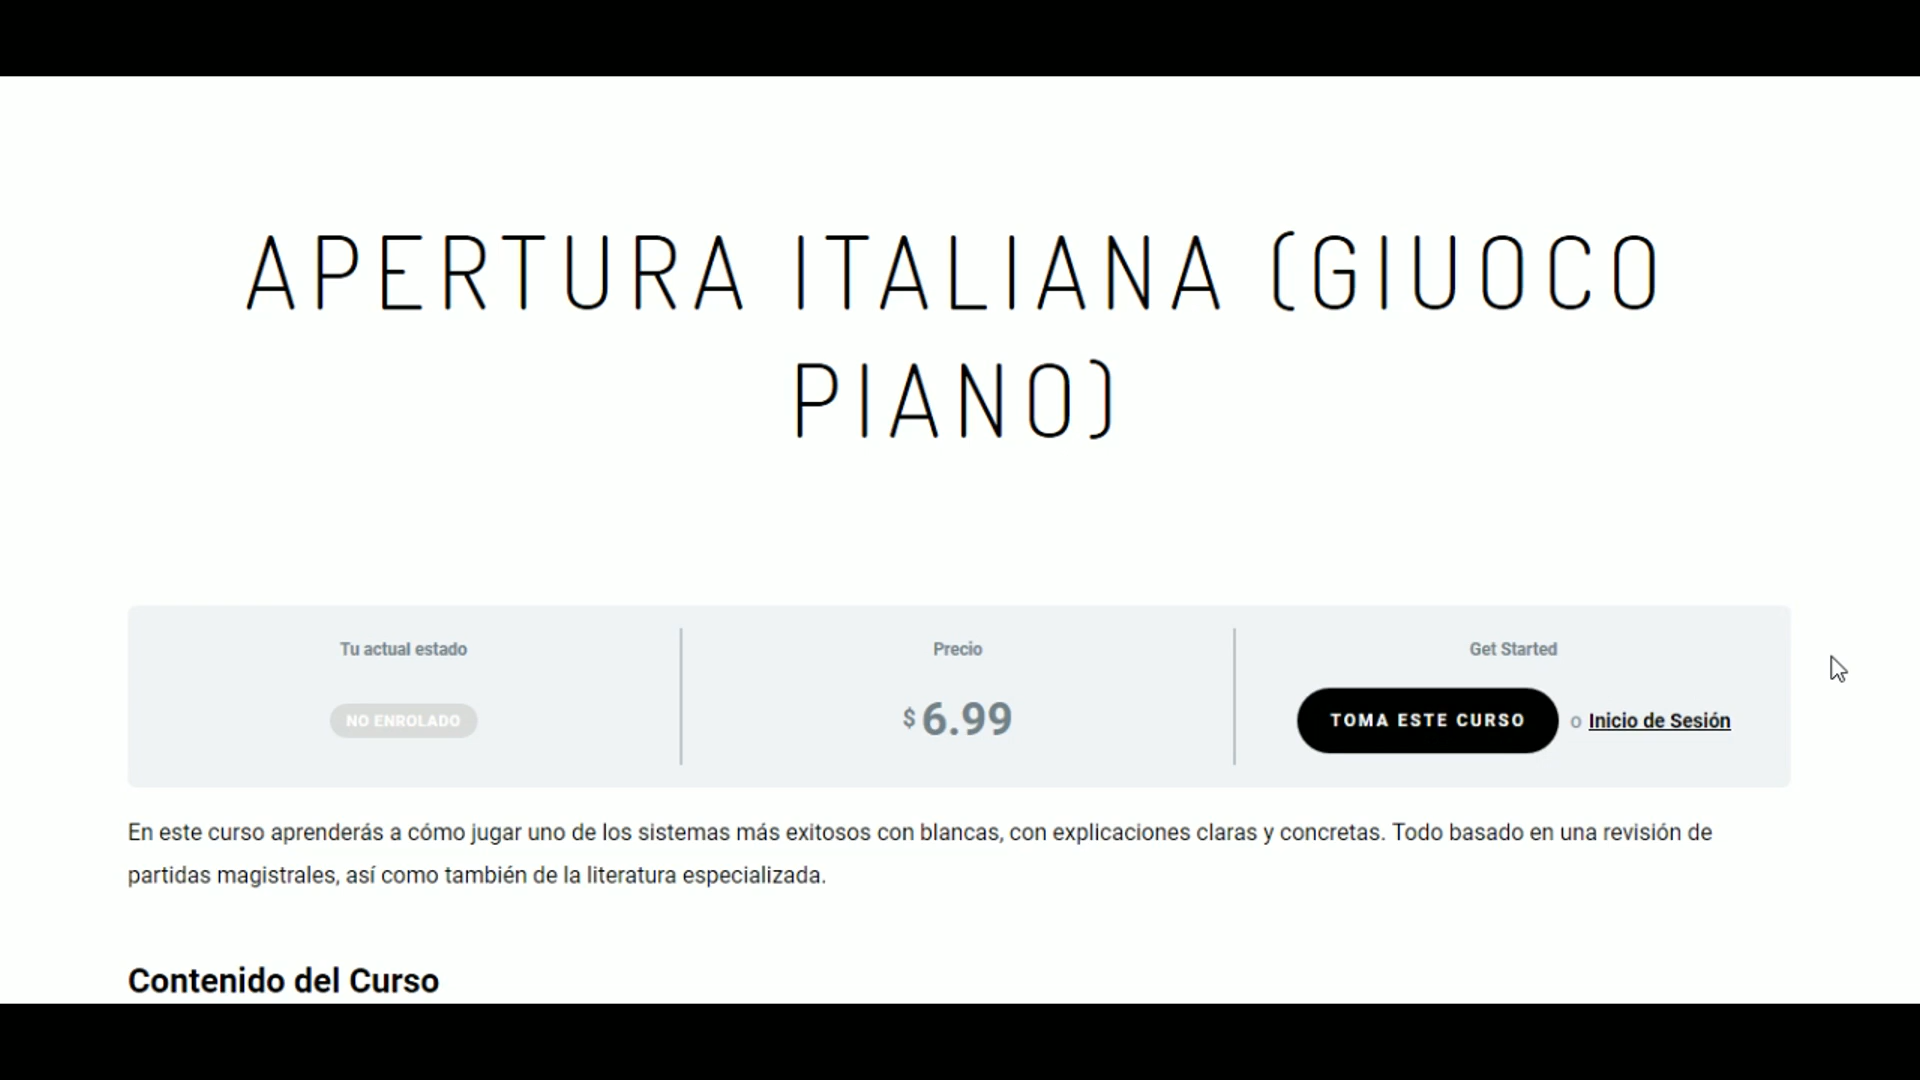 APERTURA ITALIANA (GIUOCO
PIANO)
Tu actual estado
Precio
Get Started
NO ENROLADO
$ 6.99
TOMA ESTE CURSO o Inicio de Sesión
En este curso aprenderás a cómo jugar uno de los sistemas más exitosos con blancas, con explicaciones claras y concretas. Todo basado en una revisión de
partidas magistrales, así como también de la literatura especializada.
Contenido del Curso